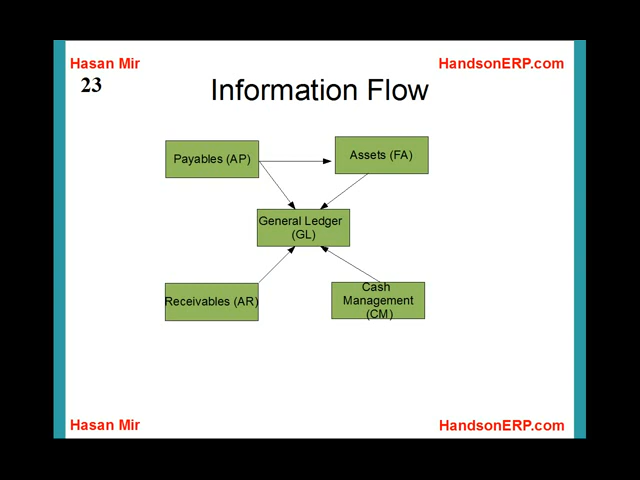 Hasan Mir
HandsonERP.com
23
Information Flow
Payables (AP)
Assets (FA)
General Ledger
(GL)
Receivables (AR)
Cash
Management
(CM)
Hasan Mir
HandsonERP.com